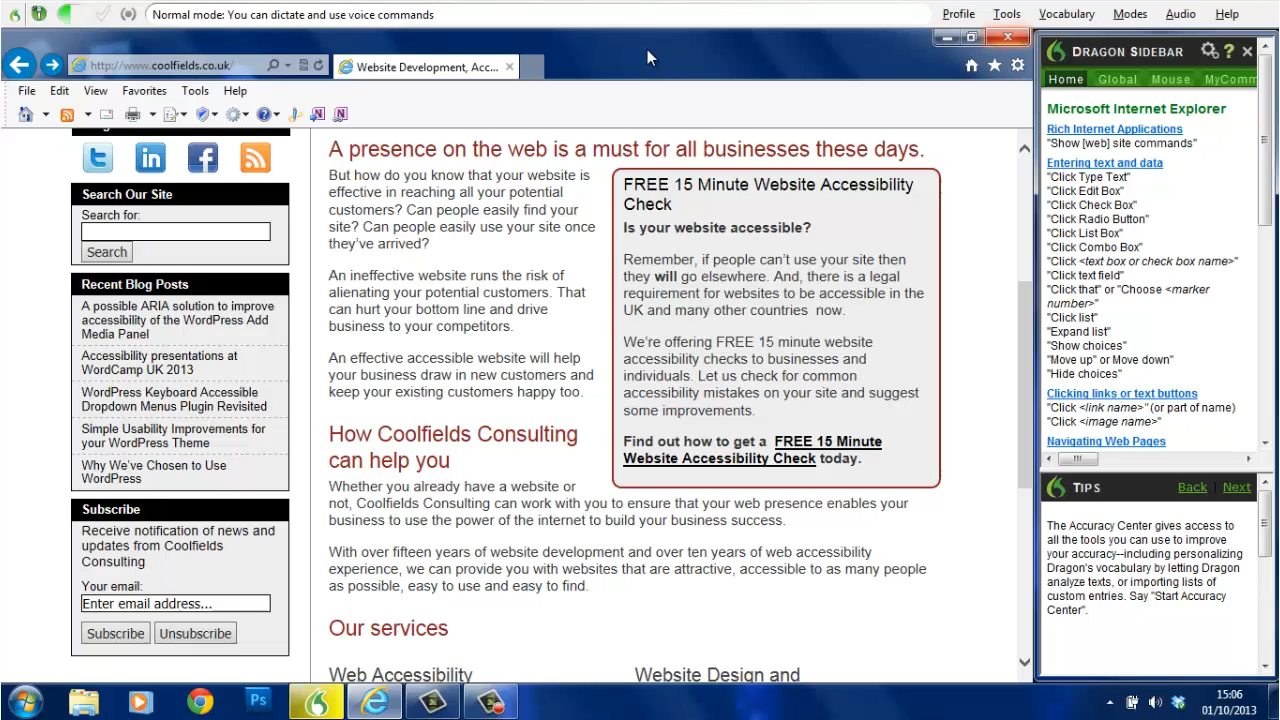 Normal mode: You can dictate and use voice commands
Profile Tools Vocabulary Modes Audio Help
http://www.coolfields.co.uk/
Website Development, Acc...
File Edit View Favorites Tools Help
A presence on the web is a must for all businesses these days.
But how do you know that your website is
effective in reaching all your potential
customers? Can people easily find your
site? Can people easily use your site once
they've arrived?
An ineffective website runs the risk of
alienating your potential customers. That
can hurt your bottom line and drive
business to your competitors.
An effective accessible website will help
your business draw in new customers and
keep your existing customers happy too.
FREE 15 Minute Website Accessibility
Check
Is your website accessible?
Remember, if people can't use your site then
they will go elsewhere. And, there is a legal
requirement for websites to be accessible in the
UK and many other countries now.
We're offering FREE 15 minute website
accessibility checks to businesses and
individuals. Let us check for common
accessibility mistakes on your site and suggest
some improvements.
Find out how to get a FREE 15 Minute
Website Accessibility Check today.
How Coolfields Consulting
can help you
Whether you already have a website or
not, Coolfields Consulting can work with you to ensure that your web presence enables your
business to use the power of the internet to build your business success.
With over fifteen years of website development and over ten years of web accessibility
experience, we can provide you with websites that are attractive, accessible to as many people
as possible, easy to use and easy to find.
Our services
Web Accessibility
Website Design and
Search Our Site
Search for:
Search
Recent Blog Posts
A possible ARIA solution to improve
accessibility of the WordPress Add
Media Panel
Accessibility presentations at
WordCamp UK 2013
WordPress Keyboard Accessible
Dropdown Menus Plugin Revisited
Simple Usability Improvements for
your WordPress Theme
Why We've Chosen to Use
WordPress
Subscribe
Receive notification of news and
updates from Coolfields
Consulting
Your email:
Enter email address...
Subscribe Unsubscribe
DRAGON SIDEBAR
Home Global Mouse MyComm
Microsoft Internet Explorer
Rich Internet Applications
"Show [web] site commands"
Entering text and data
"Click Type Text"
"Click Edit Box"
"Click Check Box"
"Click Radio Button"
"Click List Box"
"Click Combo Box"
"Click <text box or check box name>"
"Click text field"
"Click that" or "Choose <marker
number>"
"Click list"
"Expand list"
"Show choices"
"Move up" or Move down"
"Hide choices"
Clicking links or text buttons
"Click <link name>" (or part of name)
"Click <image name>"
Navigating Web Pages
TIPS
Back Next
The Accuracy Center gives access to
all the tools you can use to improve
your accuracy--including personalizing
Dragon's vocabulary by letting Dragon
analyze texts, or importing lists of
custom entries. Say "Start Accuracy
Center".
Ps
15:06
01/10/2013